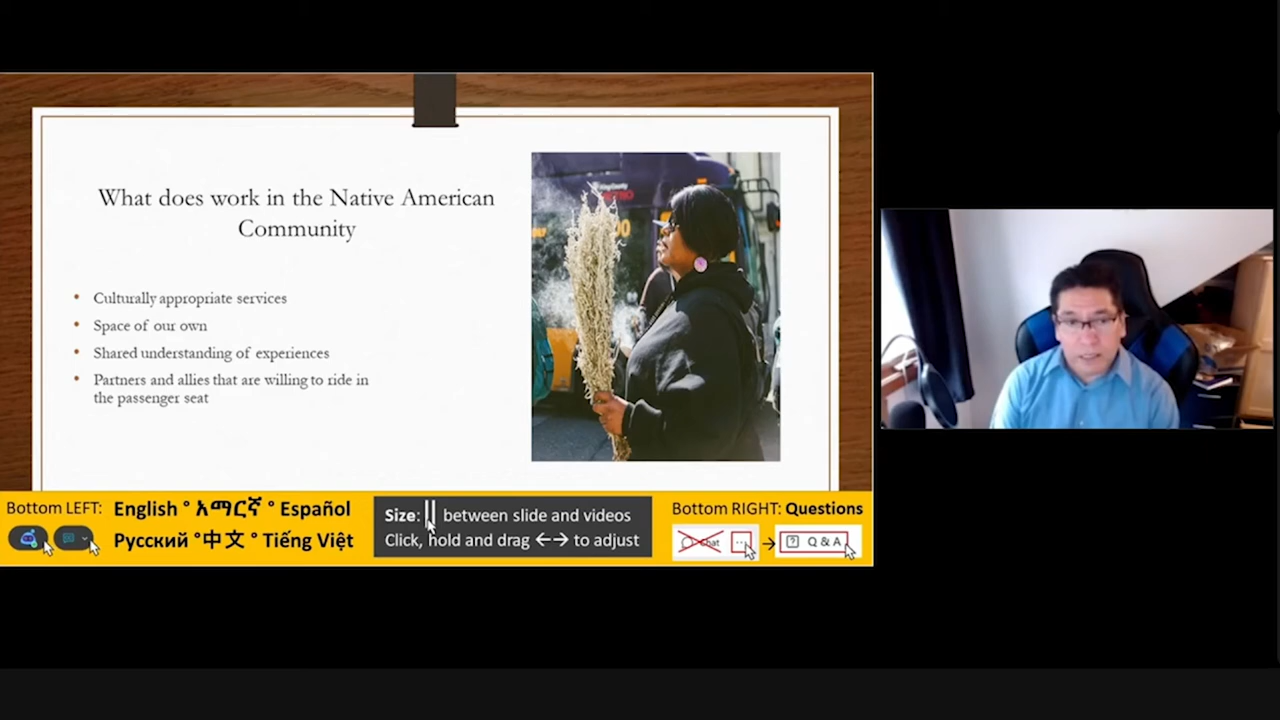 What does work in the Native American
Community
• Culturally appropriate services
• Space of our own
• Shared understanding of experiences
• Partners and allies that are willing to ride in
the passenger seat
METRO
Bottom LEFT: English ° አማርኛ ° Español
Русский °中文 ° Tiếng Việt
Size: || between slide and videos
Click, hold and drag ←→ to adjust
Bottom RIGHT: Questions
Chat ... → ? Q & A